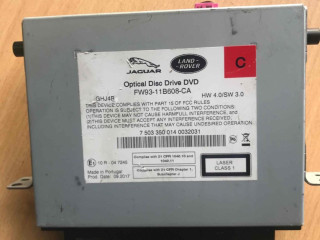 JAGUAR
LAND-
ROVER
C
Optical Disc Drive DVD
FW93-11B608-CA
GHJ4B
HW 4.0/SW 3.0
THIS DEVICE COMPLIES WITH PART 15 OF FCC RULES
OPERATION IS SUBJECT TO THE FOLLOWING TWO CONDITIONS:
(1) THIS DEVICE MAY NOT CAUSE HARMFUL INTERFERENCE, AND
(2) THIS DEVICE MUST ACCEPT ANY INTERFERENCE RECEIVED,
INCLUDING INTERFERENCE THAT MAY CAUSE
UNDESIRED OPERATION
7 503 350 014 0032031
Made in Portugal
Prod. Date: 09.2017
LASER
CLASS 1